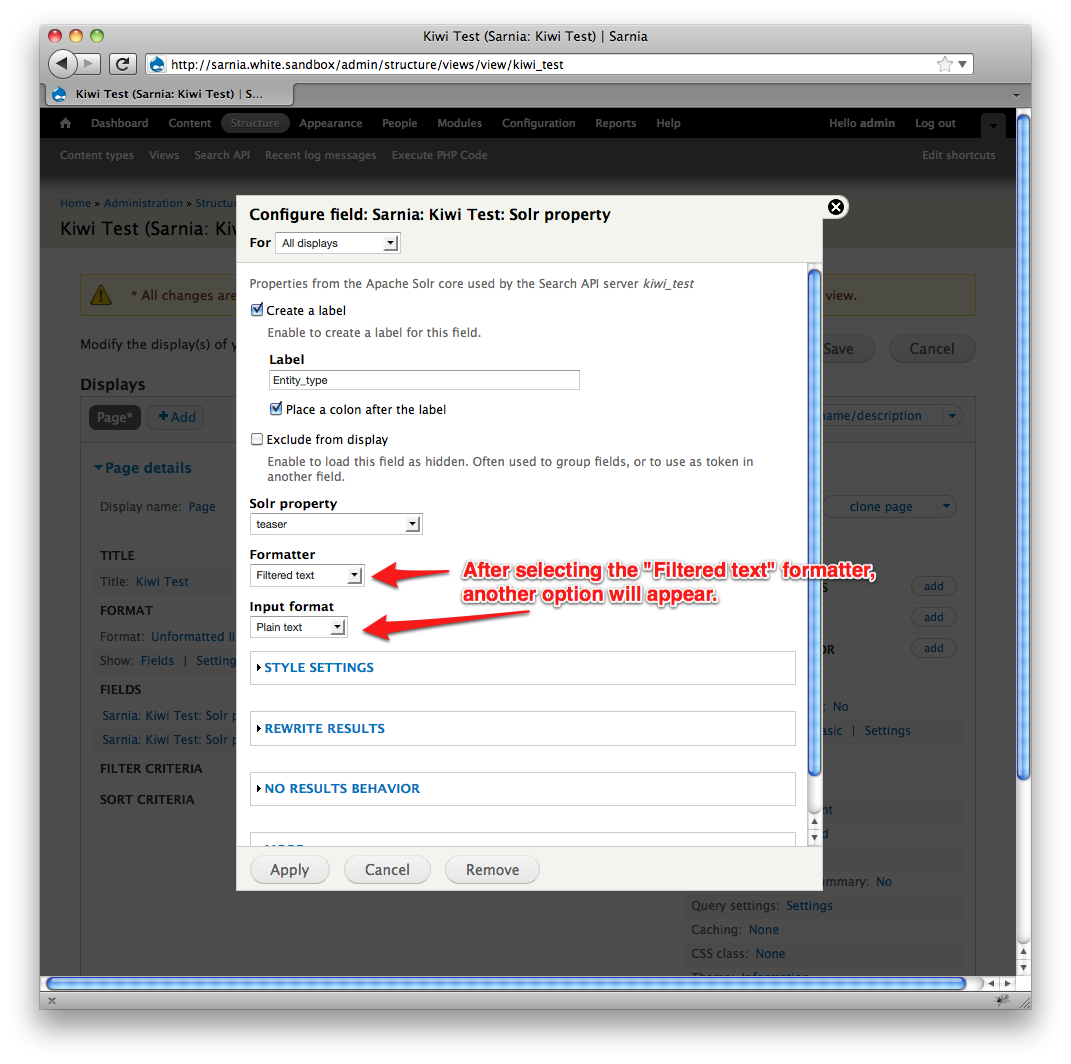 Kiwi Test (Sarnia: Kiwi Test) | Sarnia
http://sarnia.white.sandbox/admin/structure/views/view/kiwi_test
Kiwi Test (Sarnia: Kiwi Test) | S...
Dashboard Content Structure Appearance People Modules Configuration Reports Help Hello admin Log out
Content types Views Search API Recent log messages Execute PHP Code Edit shortcuts
Home » Administration » Structu
Kiwi Test (Sarnia: Ki
* All changes are
view.
Modify the display(s) of y
Save
Cancel
Displays
Page*
Add
name/description
Page details
Display name: Page
clone page
TITLE
Title: Kiwi Test
FORMAT
Format: Unformatted li
Show: Fields | Setting
FIELDS
Sarnia: Kiwi Test: Solr p
Sarnia: Kiwi Test: Solr p
FILTER CRITERIA
SORT CRITERIA
Configure field: Sarnia: Kiwi Test: Solr property
For All displays
Properties from the Apache Solr core used by the Search API server kiwi_test
Create a label
Enable to create a label for this field.
Label
Entity_type
Place a colon after the label
Exclude from display
Enable to load this field as hidden. Often used to group fields, or to use as token in
another field.
Solr property
teaser
Formatter
Filtered text
After selecting the "Filtered text" formatter,
another option will appear.
Input format
Plain text
STYLE SETTINGS
REWRITE RESULTS
NO RESULTS BEHAVIOR
Apply
Cancel
Remove
add
add
add
No
Settings
No
Query settings: Settings
Caching: None
CSS class: None
Theme: Information